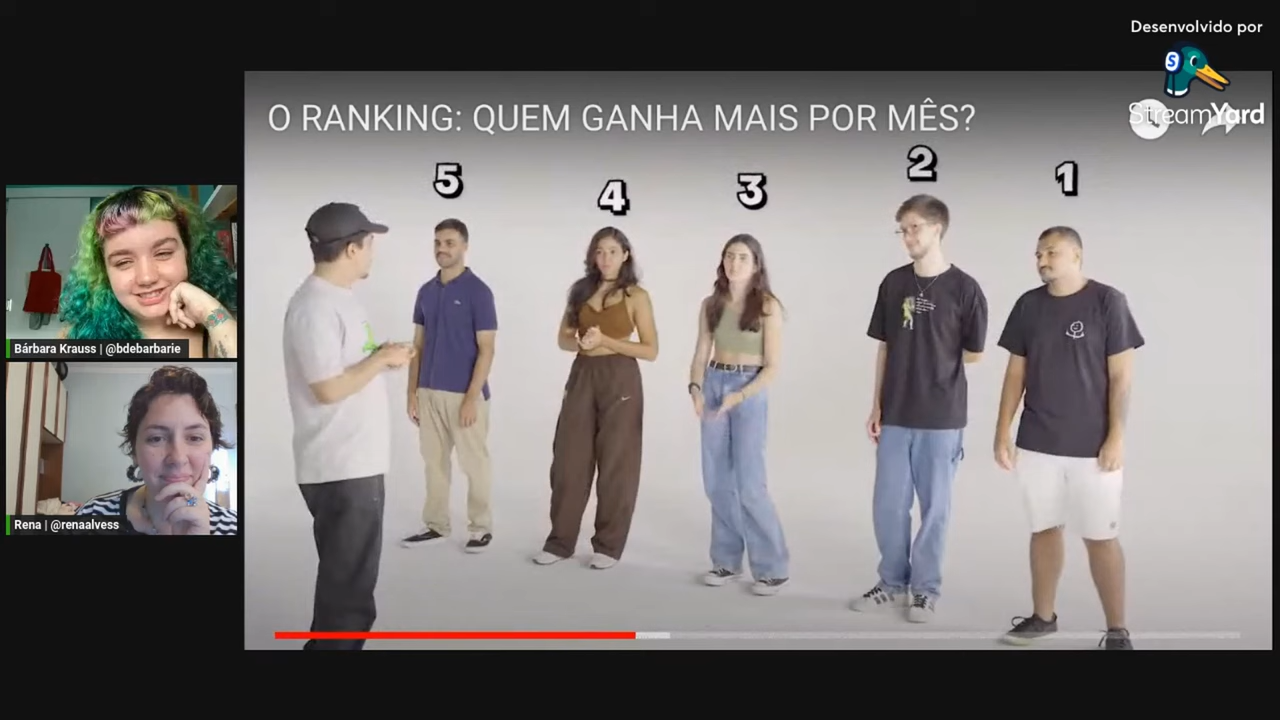 Desenvolvido por
StreamYard
O RANKING: QUEM GANHA MAIS POR MÊS?
5
4
3
2
1
Bárbara Krauss | @bdebarbarie
Rena | @renaalvess